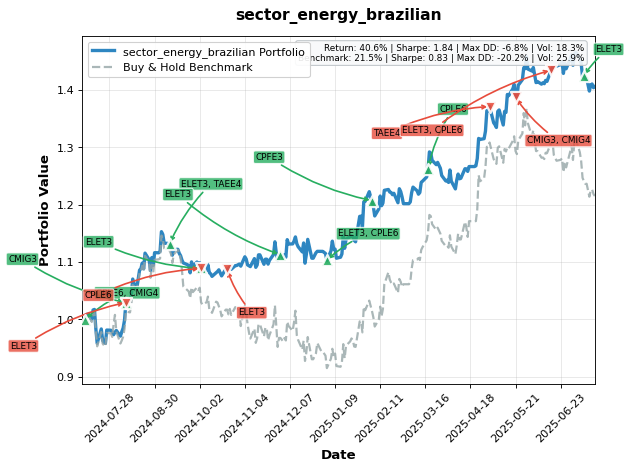 sector_energy_brazilian
Return: 40.6% | Sharpe: 1.84 | Max DD: -6.8% | Vol: 18.3%
Benchmark: 21.5% | Sharpe: 0.83 | Max DD: -20.2% | Vol: 25.9%
sector_energy_brazilian Portfolio
Buy & Hold Benchmark
ELET3
CPLE6
TAEE4
ELET3, CPLE6
CMIG3, CMIG4
CPFE3
ELET3, TAEE4
ELET3
ELET3, CPLE6
ELET3
CMIG3
CPLE6
CMIG4
ELET3
ELET3
Portfolio Value
1.4
1.3
1.2
1.1
1.0
0.9
2024-07-28
2024-08-30
2024-10-02
2024-11-04
2024-12-07
2025-01-09
2025-02-11
2025-03-16
2025-04-18
2025-05-21
2025-06-23
Date